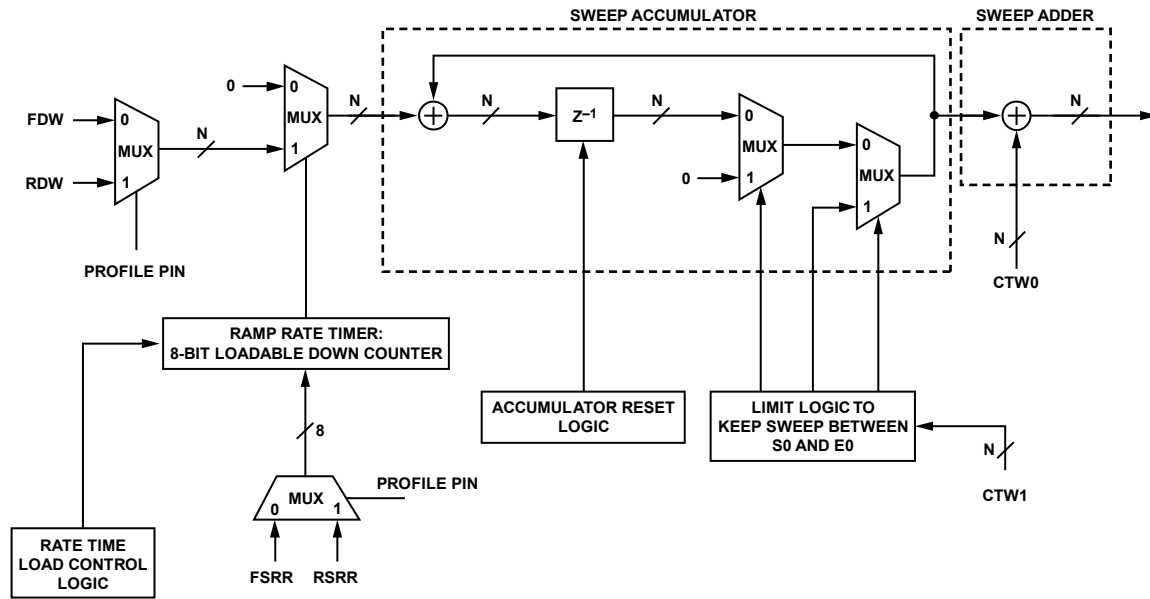 SWEEP ACCUMULATOR
SWEEP ADDER
FDW
RDW
0
1
MUX
N
PROFILE PIN
0
0
MUX
1
N
N
Z–1
N
0
MUX
1
0
0
MUX
1
N
N
CTW0
RAMP RATE TIMER:
8-BIT LOADABLE DOWN COUNTER
ACCUMULATOR RESET
LOGIC
LIMIT LOGIC TO
KEEP SWEEP BETWEEN
S0 AND E0
N
CTW1
8
MUX
0
1
PROFILE PIN
FSRR
RSRR
RATE TIME
LOAD CONTROL
LOGIC